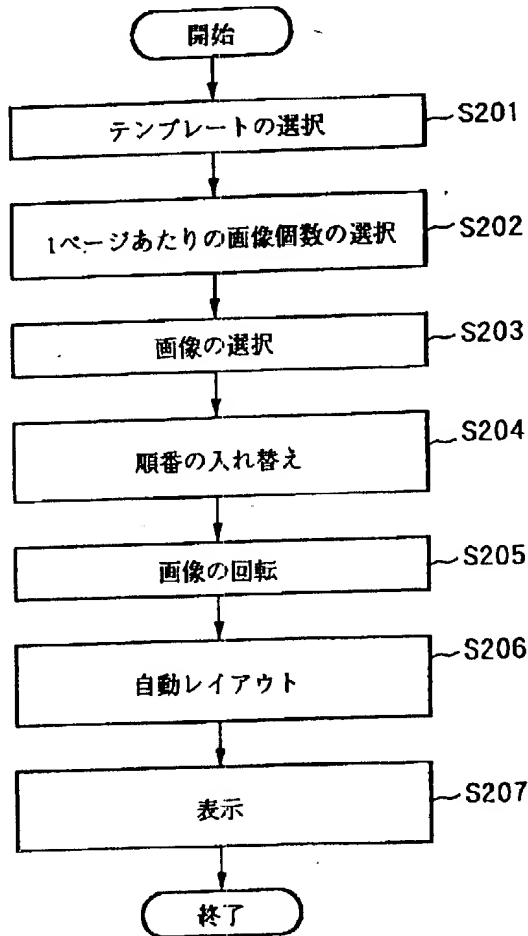 開始
テンプレートの選択
S201
1ページあたりの画像個数の選択
S202
画像の選択
S203
順番の入れ替え
S204
画像の回転
S205
自動レイアウト
S206
表示
S207
終了